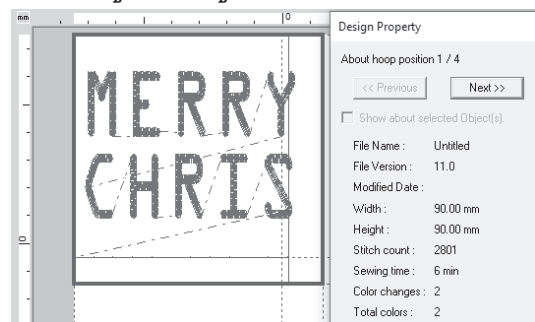 mm
0
Design Property
MERRY
CHRIS
0
About hoop position 1 / 4
<< Previous
Next >>
Show about selected Object(s).
File Name : Untitled
File Version : 11.0
Modified Date :
Width : 90.00 mm
Height : 90.00 mm
Stitch count : 2801
Sewing time : 6 min
Color changes : 2
Total colors : 2